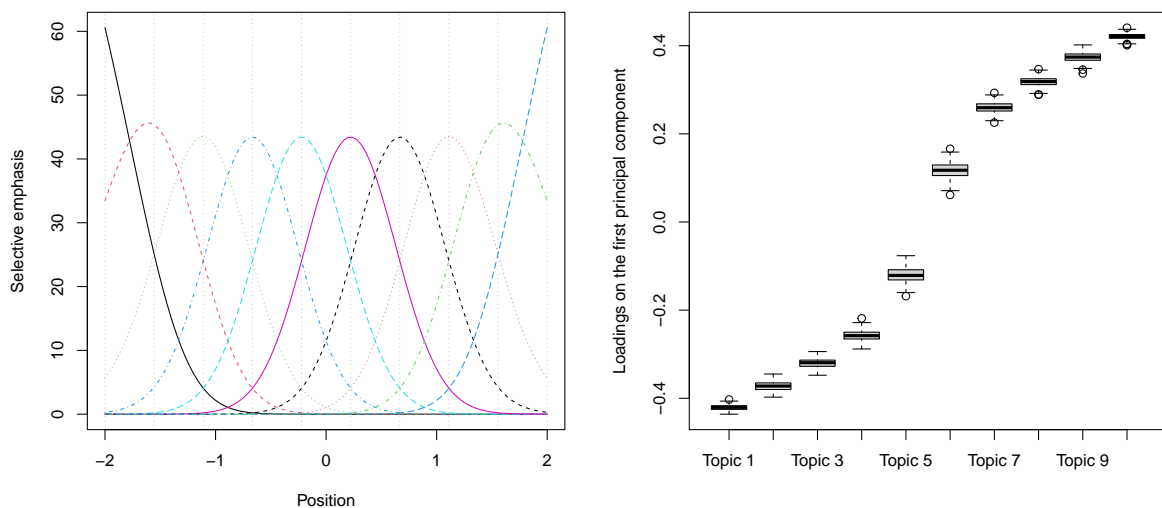 60
50
40
30
20
10
0
Selective emphasis
−2
−1
0
1
2
Position
0.4
0.2
0.0
−0.2
−0.4
Loadings on the first principal component
Topic 1
Topic 3
Topic 5
Topic 7
Topic 9